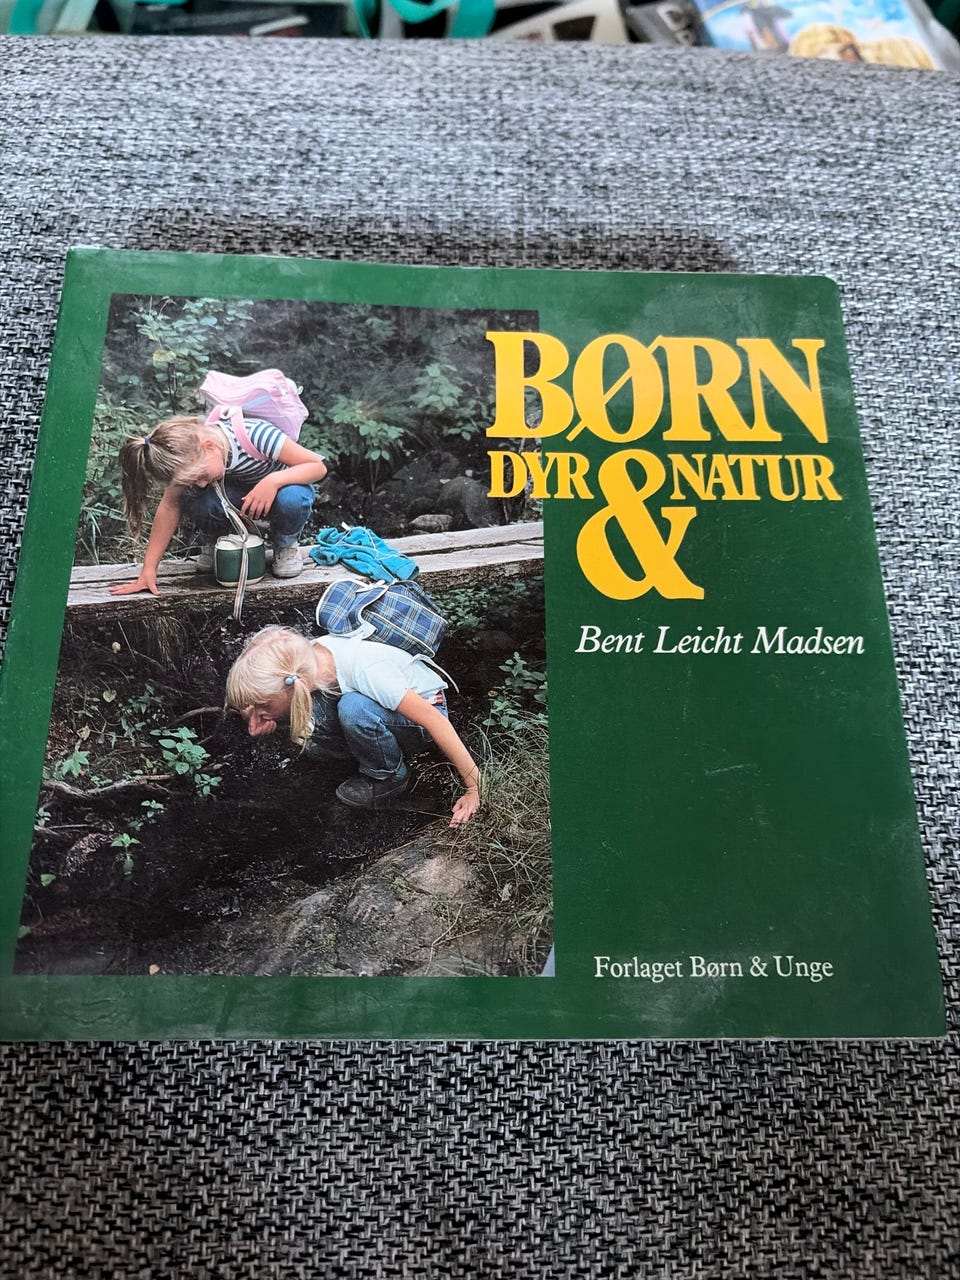 BØRN
DYR & NATUR
&
Bent Leicht Madsen
Forlaget Børn & Unge